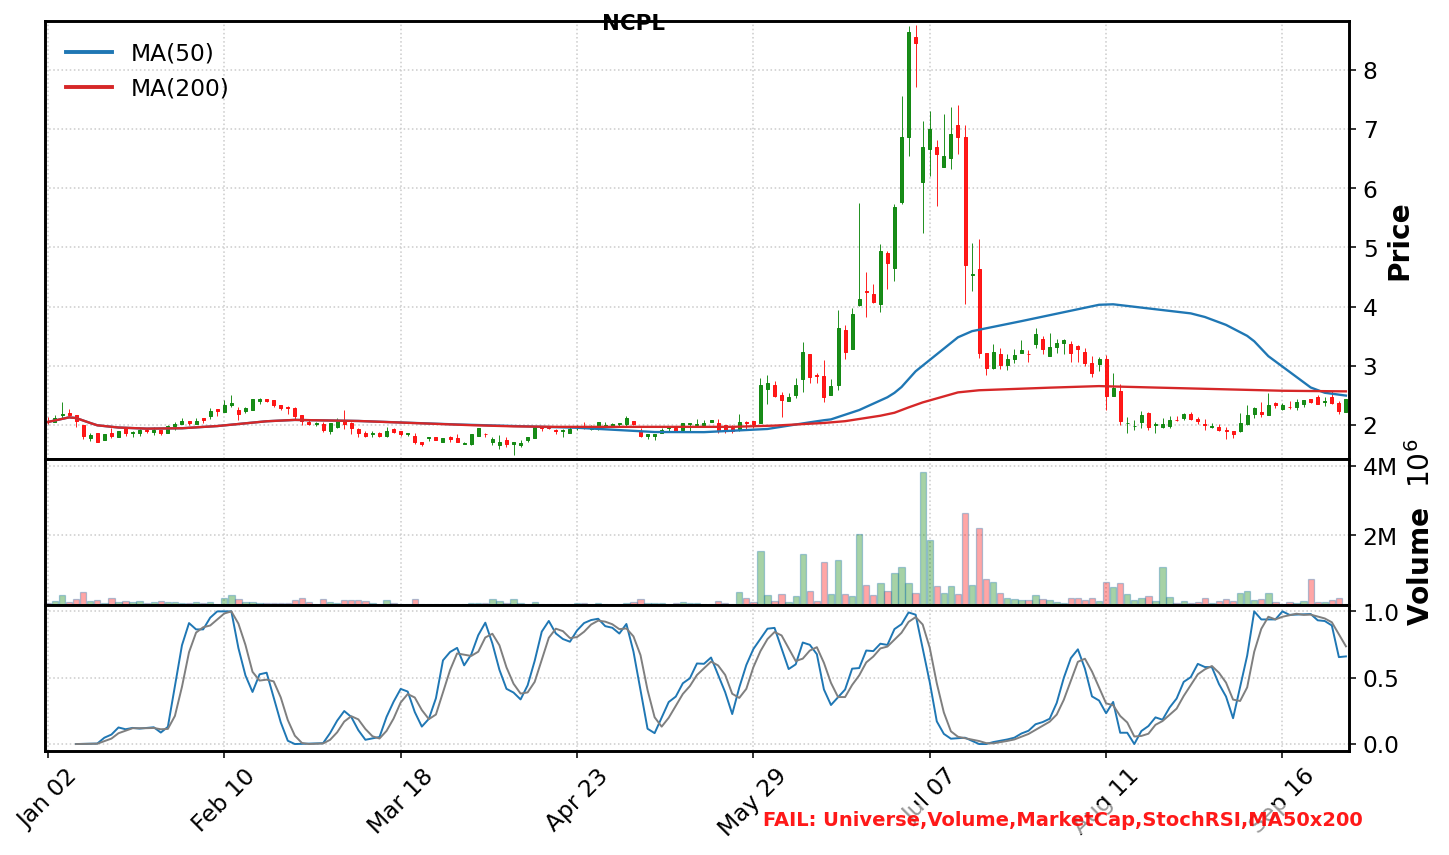 NCPL
MA(50)
MA(200)
8
7
6
5
4
3
2
Price
4M
2M
Volume 10^6
1.0
0.5
0.0
Jan 02
Feb 10
Mar 18
Apr 23
May 29
Jul 07
Aug 11
Sep 16
FAIL: Universe,Volume,MarketCap,StochRSI,MA50x200